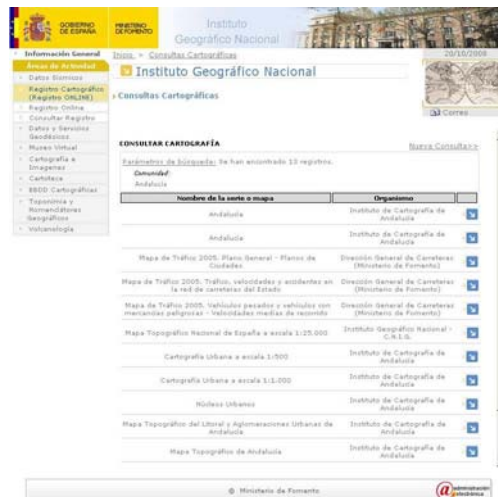 GOBIERNO
DE ESPAÑA
MINISTERIO
DE FOMENTO
Instituto
Geográfico Nacional
Información General
Áreas de Actividad
Datos Sísmicos
Registro Cartográfico
(Registro ONLINE)
Registro Online
Consultar Registro
Datos y Servicios
Geodésicos
Museo Virtual
Cartografía e
Imágenes
Cartoteca
BBDD Cartográficas
Toponimia y
Nomenclátores
Geográficos
Volcanología
Inicio > Consultas Cartográficas
20/10/2008
Instituto Geográfico Nacional
Consultas Cartográficas
Correo
CONSULTAR CARTOGRAFÍA
Nueva Consulta>>
Parámetros de búsqueda: Se han encontrado 13 registros.
Comunidad:
Andalucía
Nombre de la serie o mapa Organismo
Andalucía Instituto de Cartografía de
Andalucía
Andalucía Instituto de Cartografía de
Andalucía
Mapa de Tráfico 2005. Plano General - Planos de
Ciudades
Dirección General de Carreteras
(Ministerio de Fomento)
Mapa de Tráfico 2005. Tráfico, velocidades y accidentes en
la red de carreteras del Estado
Dirección General de Carreteras
(Ministerio de Fomento)
Mapa de Tráfico 2005. Vehículos pesados y vehículos con
mercancías peligrosas - Velocidades medias de recorrido
Dirección General de Carreteras
(Ministerio de Fomento)
Mapa Topográfico Nacional de España a escala 1:25.000
Instituto Geográfico Nacional -
C.N.I.G.
Cartografía Urbana a escala 1:500
Instituto de Cartografía de
Andalucía
Cartografía Urbana a escala 1:1.000
Instituto de Cartografía de
Andalucía
Núcleos Urbanos
Instituto de Cartografía de
Andalucía
Mapa Topográfico del Litoral y Aglomeraciones Urbanas de
Andalucía
Instituto de Cartografía de
Andalucía
Mapa Topográfico de Andalucía
Instituto de Cartografía de
Andalucía
© Ministerio de Fomento
administración
electrónica